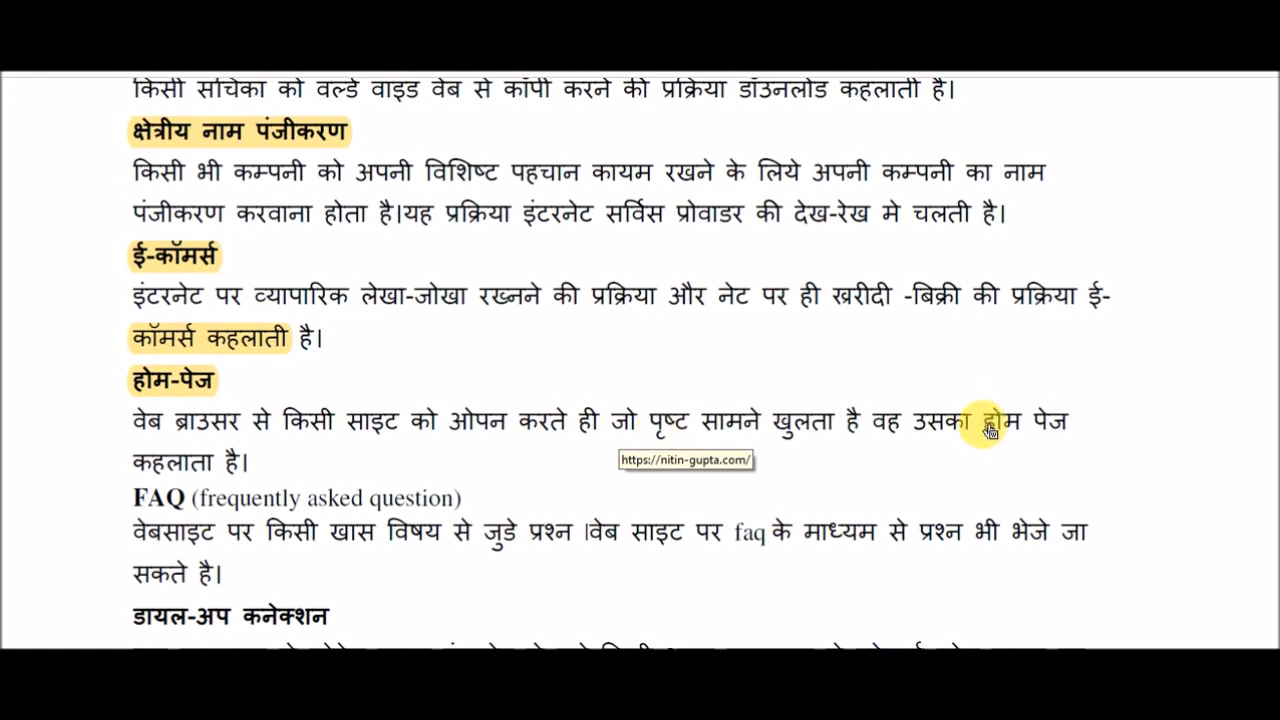 किसी सचिका को वर्ल्ड वाइड वेब से कॉपी करने की प्रक्रिया डॉउनलोड कहलाती है।
क्षेत्रीय नाम पंजीकरण
किसी भी कम्पनी को अपनी विशिष्ट पहचान कायम रखने के लिये अपनी कम्पनी का नाम
पंजीकरण करवाना होता है।यह प्रक्रिया इंटरनेट सर्विस प्रोवाडर की देख-रेख मे चलती है।
ई-कॉमर्स
इंटरनेट पर व्यापारिक लेखा-जोखा रख्नने की प्रक्रिया और नेट पर ही खरीदी -बिक्री की प्रक्रिया ई-
कॉमर्स कहलाती है।
होम-पेज
वेब ब्राउसर से किसी साइट को ओपन करते ही जो पृष्ट सामने खुलता है वह उसका होम पेज
https://nitin-gupta.com/
कहलाता है।
FAQ (frequently asked question)
वेबसाइट पर किसी खास विषय से जुडे प्रश्न ।वेब साइट पर faq के माध्यम से प्रश्न भी भेजे जा
सकते है।
डायल-अप कनेक्शन